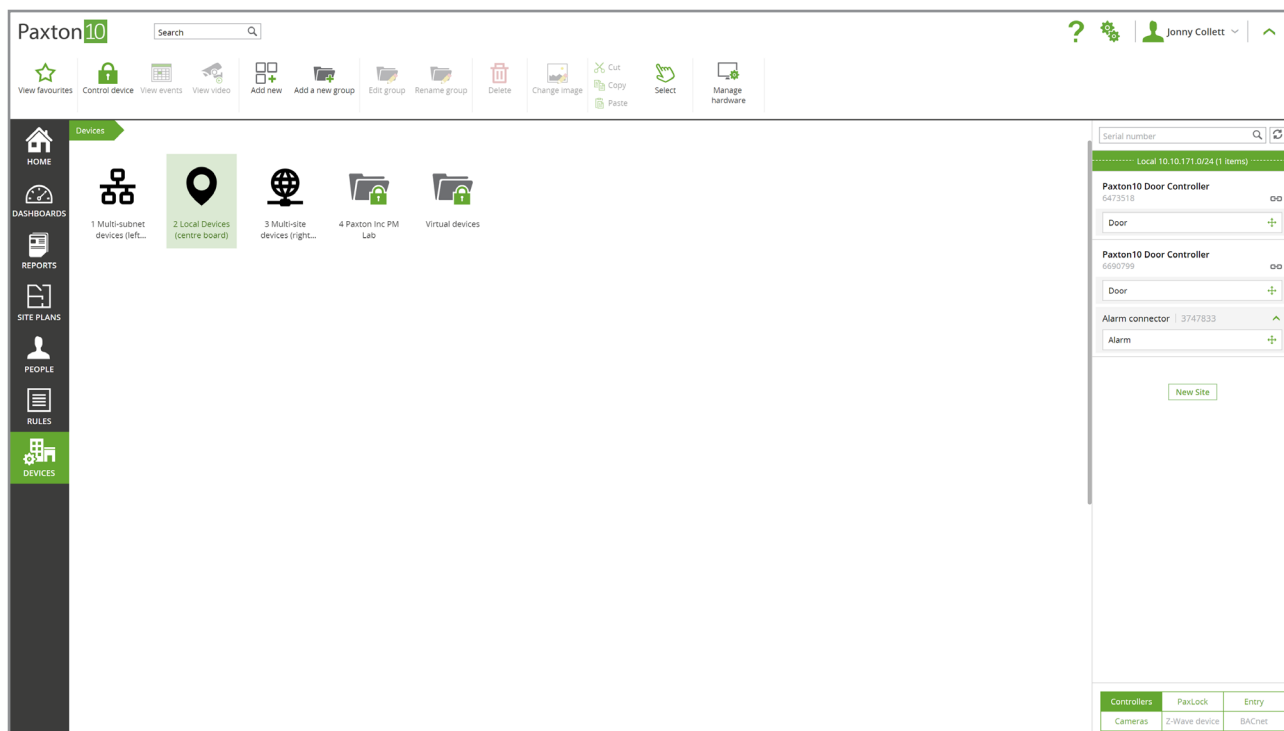 Paxton10
Search
Jonny Collett
View favourites
Control device
View events
View video
Add new
Add a new group
Edit group
Rename group
Delete
Change image
Cut
Copy
Paste
Select
Manage
hardware
HOME
DASHBOARDS
REPORTS
SITE PLANS
PEOPLE
RULES
DEVICES
Devices
1 Multi-subnet
devices (left...
2 Local Devices
(centre board)
3 Multi-site
devices (right...
4 Paxton Inc PM
Lab
Virtual devices
Serial number
Local 10.10.171.0/24 (1 items)
Paxton10 Door Controller
6473518
Door
Paxton10 Door Controller
6690799
Door
Alarm connector | 3747833
Alarm
New Site
Controllers
PaxLock
Entry
Cameras
Z-Wave device
BACnet